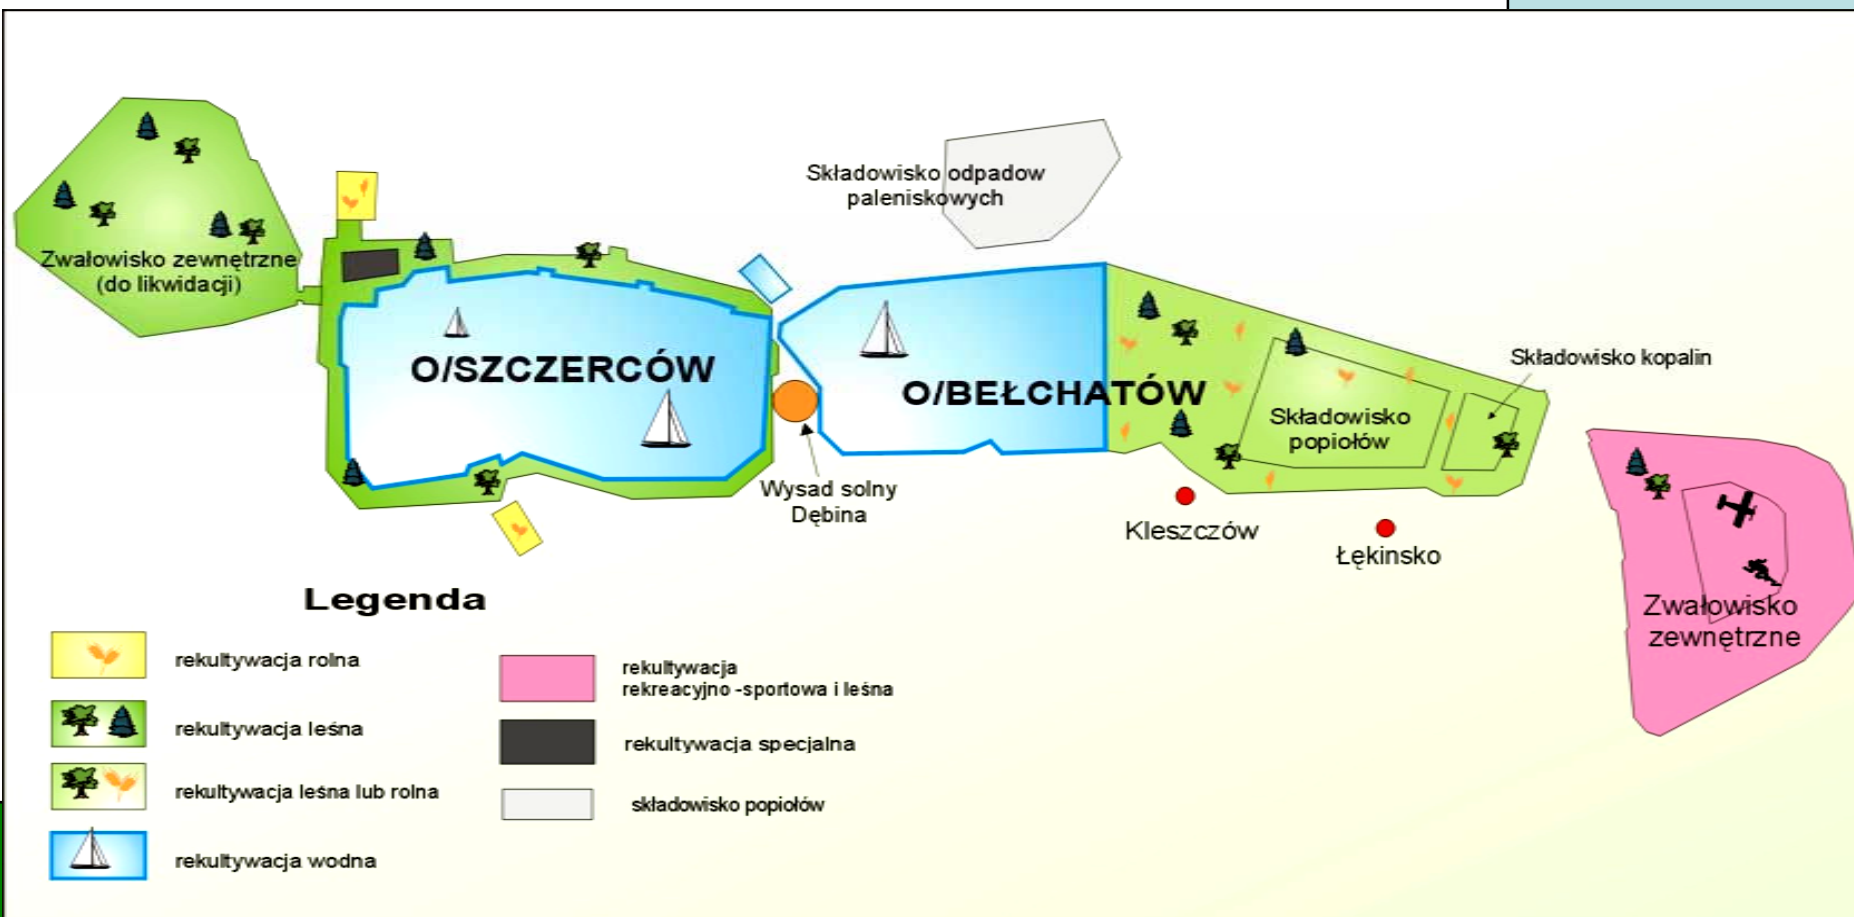 Składowisko odpadow
paleniskowych
Zwałowisko zewnętrzne
(do likwidacji)
O/SZCZERCÓW
O/BEŁCHATÓW
Składowisko kopalin
Składowisko
popiołów
Wysad solny
Dębina
Kleszczów
Łękinsko
Zwałowisko
zewnętrzne
Legenda
rekultywacja rolna
rekultywacja leśna
rekultywacja leśna lub rolna
rekultywacja wodna
rekultywacja
rekreacyjno -sportowa i leśna
rekultywacja specjalna
składowisko popiołów